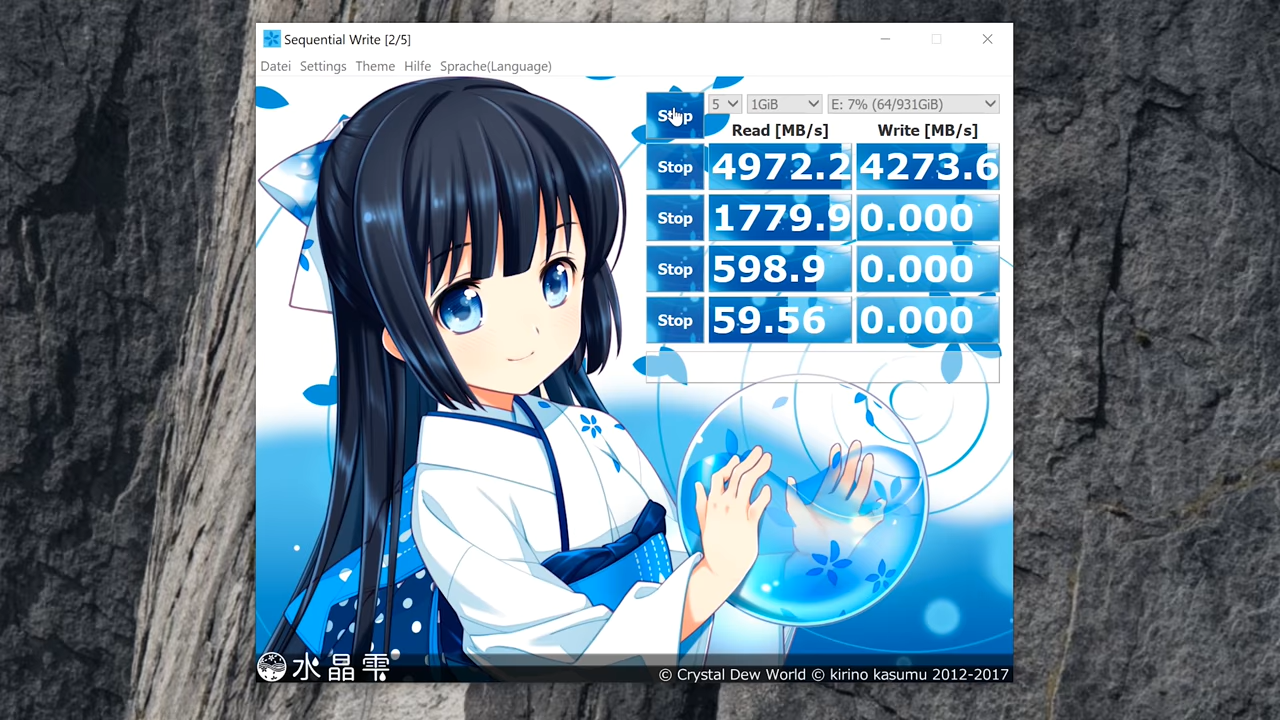 Sequential Write [2/5]
Datei Settings Theme Hilfe Sprache(Language)
Stop 5 1GiB E: 7% (64/931GiB)
Read [MB/s] Write [MB/s]
Stop 4972.2 4273.6
Stop 1779.9 0.000
Stop 598.9 0.000
Stop 59.56 0.000
水晶雫
© Crystal Dew World © kirino kasumu 2012-2017